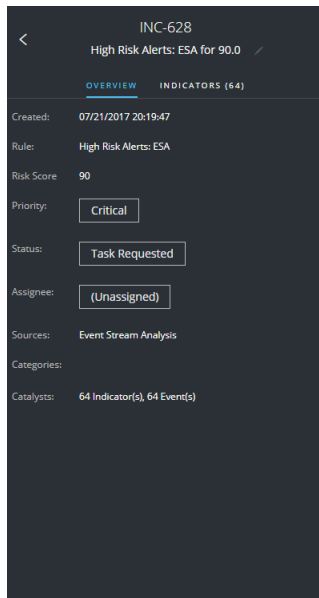 INC-628
High Risk Alerts: ESA for 90.0
OVERVIEW INDICATORS (64)
Created: 07/21/2017 20:19:47
Rule: High Risk Alerts: ESA
Risk Score 90
Priority: Critical
Status: Task Requested
Assignee: (Unassigned)
Sources: Event Stream Analysis
Categories:
Catalysts: 64 Indicator(s), 64 Event(s)